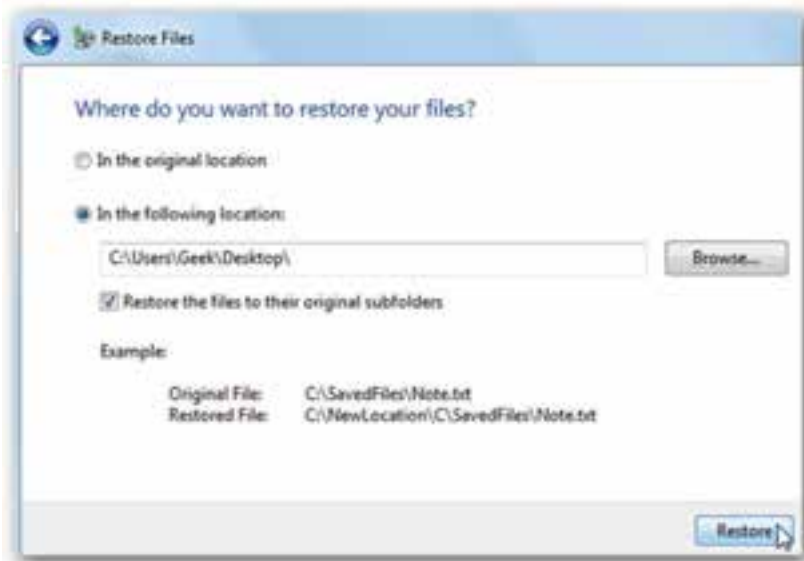 Restore Files
Where do you want to restore your files?
In the original location
In the following location:
C:\Users\Geek\Desktop\
Browse...
Restore the files to their original subfolders
Example:
Original File: C:\SavedFiles\Note.txt
Restored File: C:\NewLocation\C\SavedFiles\Note.txt
Restore